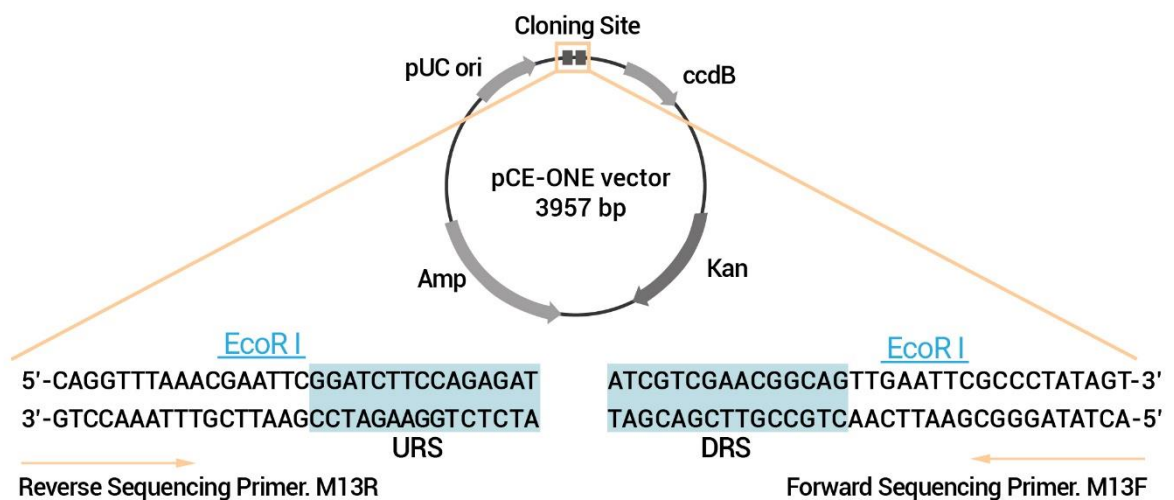 Cloning Site
pUC ori
ccdB
pCE-ONE vector
3957 bp
Amp
Kan
EcoR I
EcoR I
5'-CAGGTTTAAACGAATTCGGATCTTCCAGAGAT ATCGTCGAACGGCAGTTGAATTCGCCCTATAGT-3'
3'-GTCCAAATTTGCTTAAGCCTAGAAGGTCTCTA TAGCAGCTTGCCGTCAACTTAAGCGGGATATCA-5'
URS
DRS
Reverse Sequencing Primer. M13R
Forward Sequencing Primer. M13F